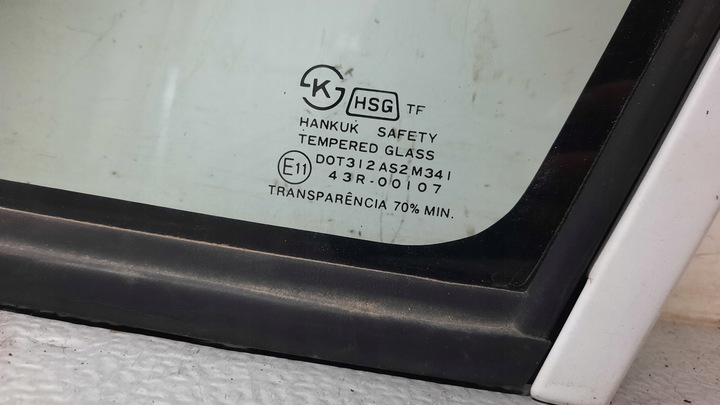 K HSG TF
HANKUK SAFETY
TEMPERED GLASS
DOT312 AS2 M341
E11 43R-00107
TRANSPARÊNCIA 70% MIN.